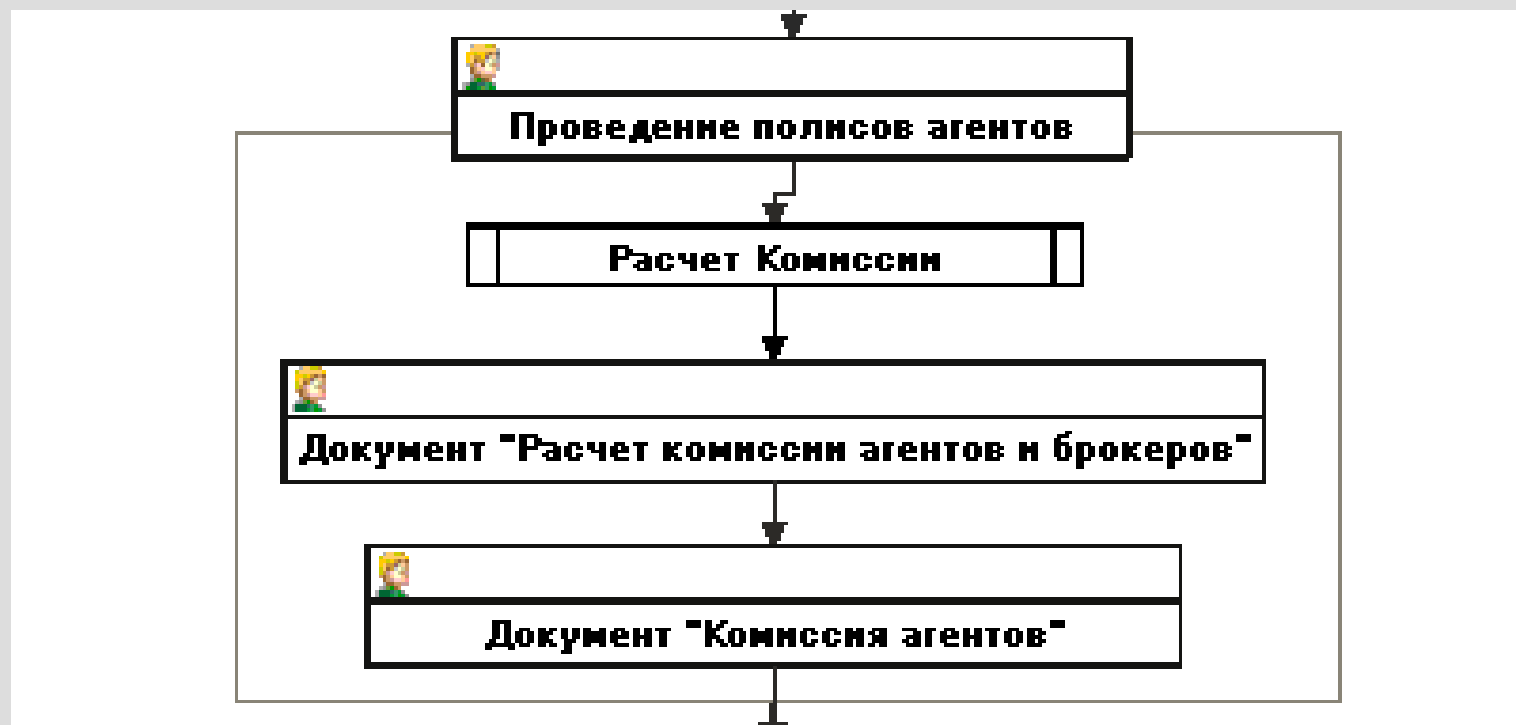 Проведение полисов агентов
Расчет Комиссии
Документ "Расчет комиссии агентов и брокеров"
Документ "Комиссия агентов"